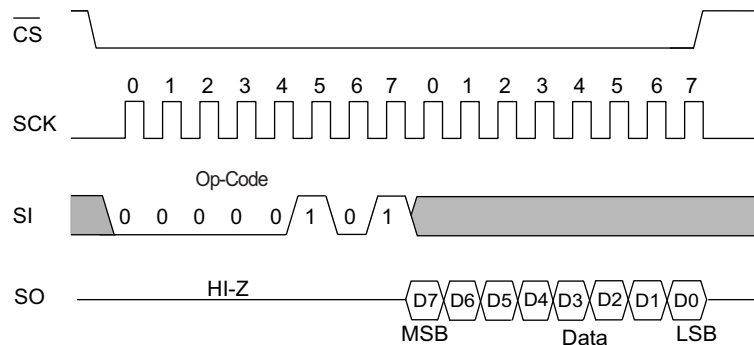 CS
0 1 2 3 4 5 6 7 0 1 2 3 4 5 6 7
SCK
Op-Code
SI 0 0 0 0 0 1 0 1
HI-Z
SO D7 D6 D5 D4 D3 D2 D1 D0
MSB Data LSB